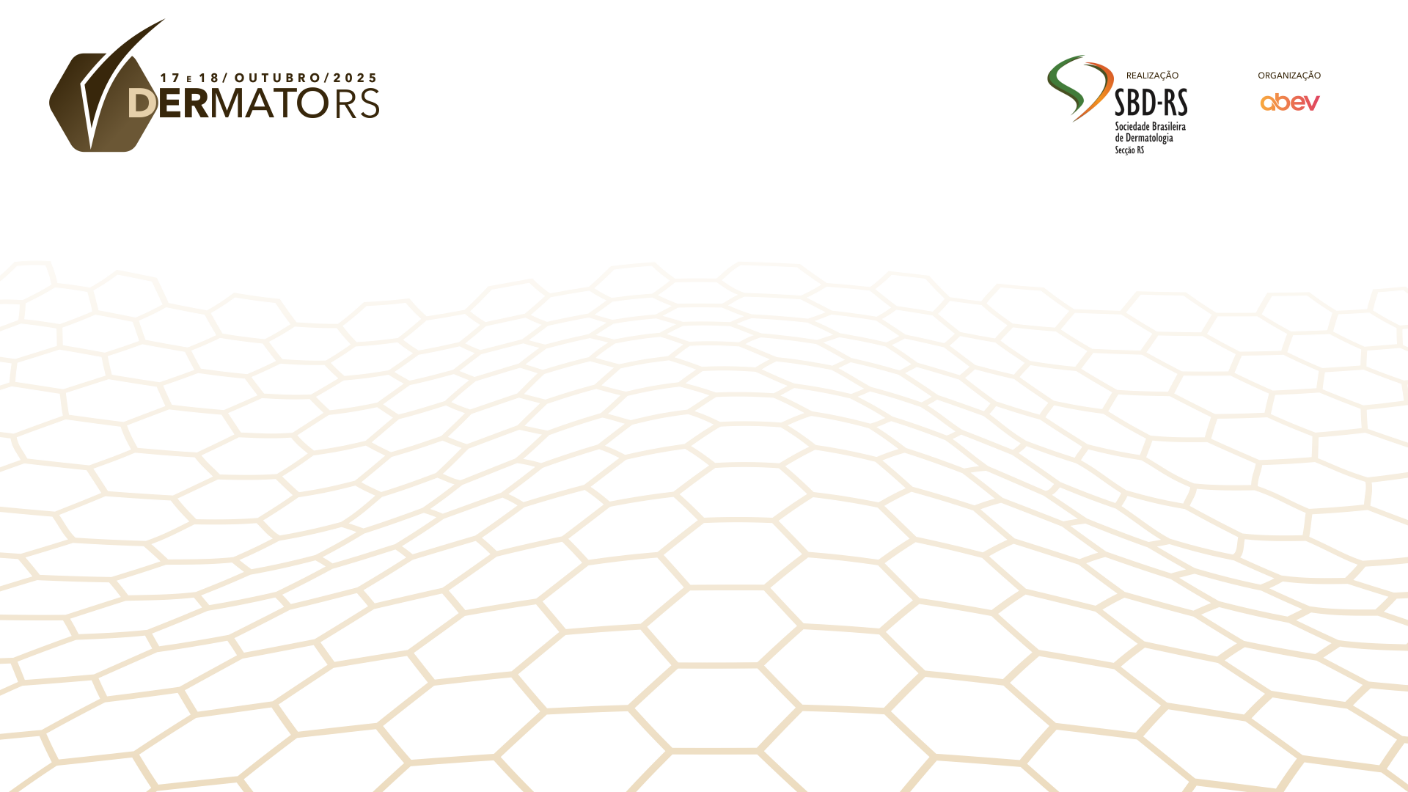 17 E 18/OUTUBRO/2025
DERMATORS
REALIZAÇÃO
SBD-RS
Sociedade Brasileira
de Dermatologia
Secção RS
ORGANIZAÇÃO
abev